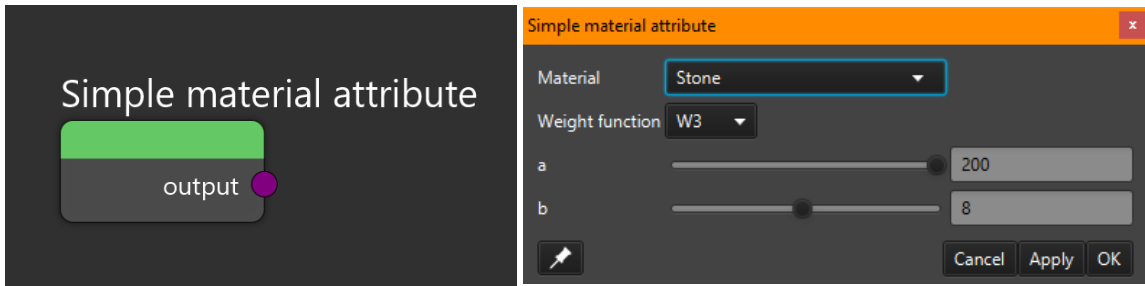 Simple material attribute
output
Simple material attribute
x
Material Stone
Weight function W3
a 200
b 8
Cancel Apply OK